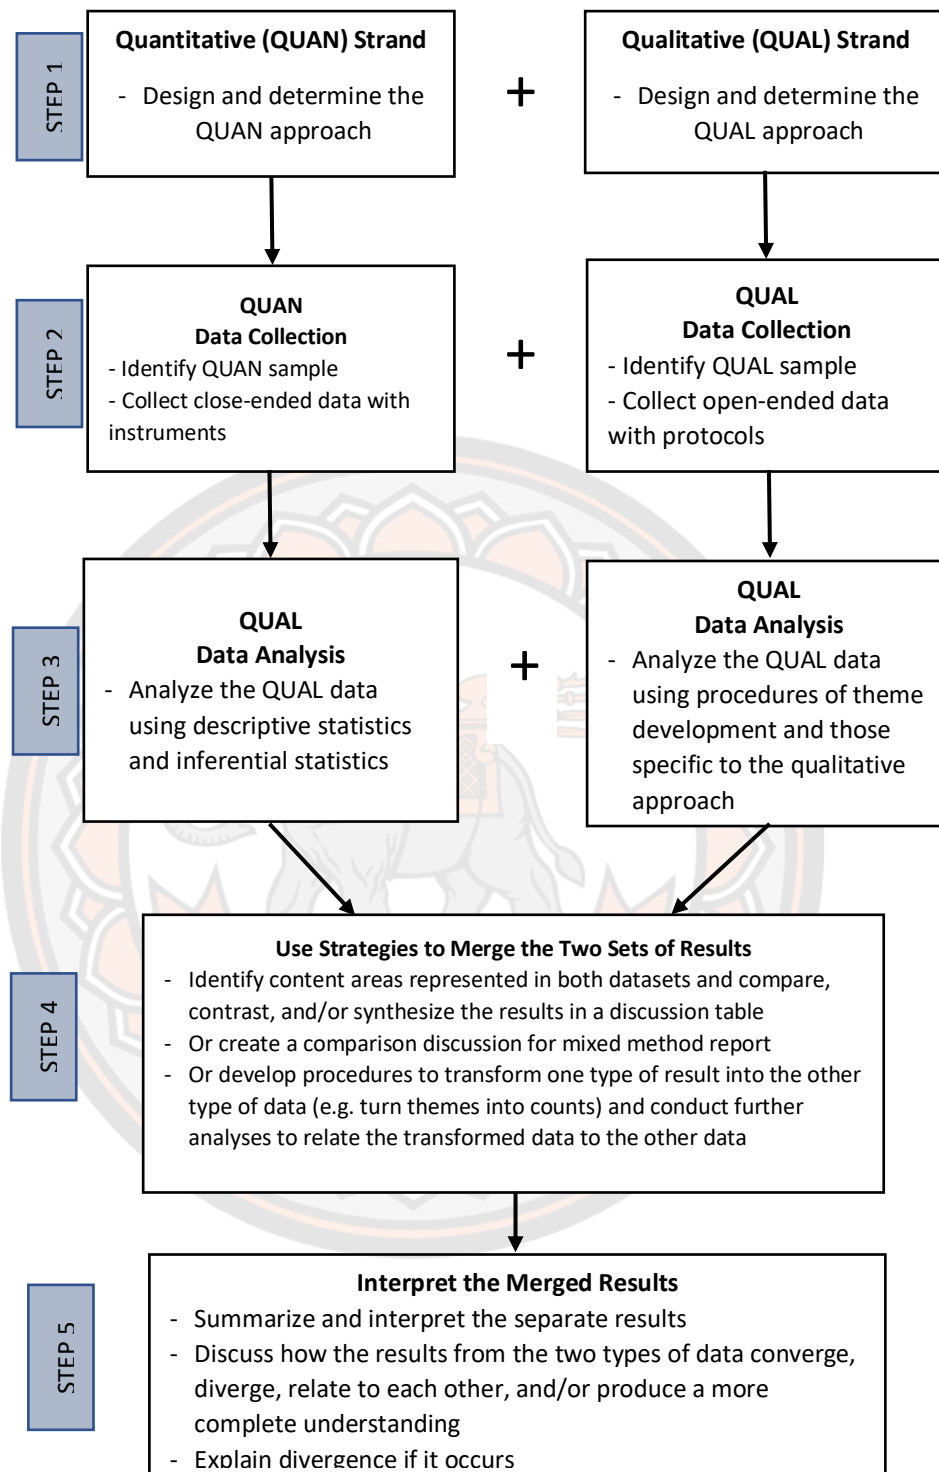 STEP 1
Quantitative (QUAN) Strand
- Design and determine the
QUAN approach
+
Qualitative (QUAL) Strand
- Design and determine the
QUAL approach
STEP 2
QUAN
Data Collection
- Identify QUAN sample
- Collect close-ended data with
instruments
+
QUAL
Data Collection
- Identify QUAL sample
- Collect open-ended data
with protocols
STEP 3
QUAL
Data Analysis
- Analyze the QUAL data
using descriptive statistics
and inferential statistics
+
QUAL
Data Analysis
- Analyze the QUAL data
using procedures of theme
development and those
specific to the qualitative
approach
STEP 4
Use Strategies to Merge the Two Sets of Results
- Identify content areas represented in both datasets and compare,
contrast, and/or synthesize the results in a discussion table
- Or create a comparison discussion for mixed method report
- Or develop procedures to transform one type of result into the other
type of data (e.g. turn themes into counts) and conduct further
analyses to relate the transformed data to the other data
STEP 5
Interpret the Merged Results
- Summarize and interpret the separate results
- Discuss how the results from the two types of data converge,
diverge, relate to each other, and/or produce a more
complete understanding
- Explain divergence if it occurs